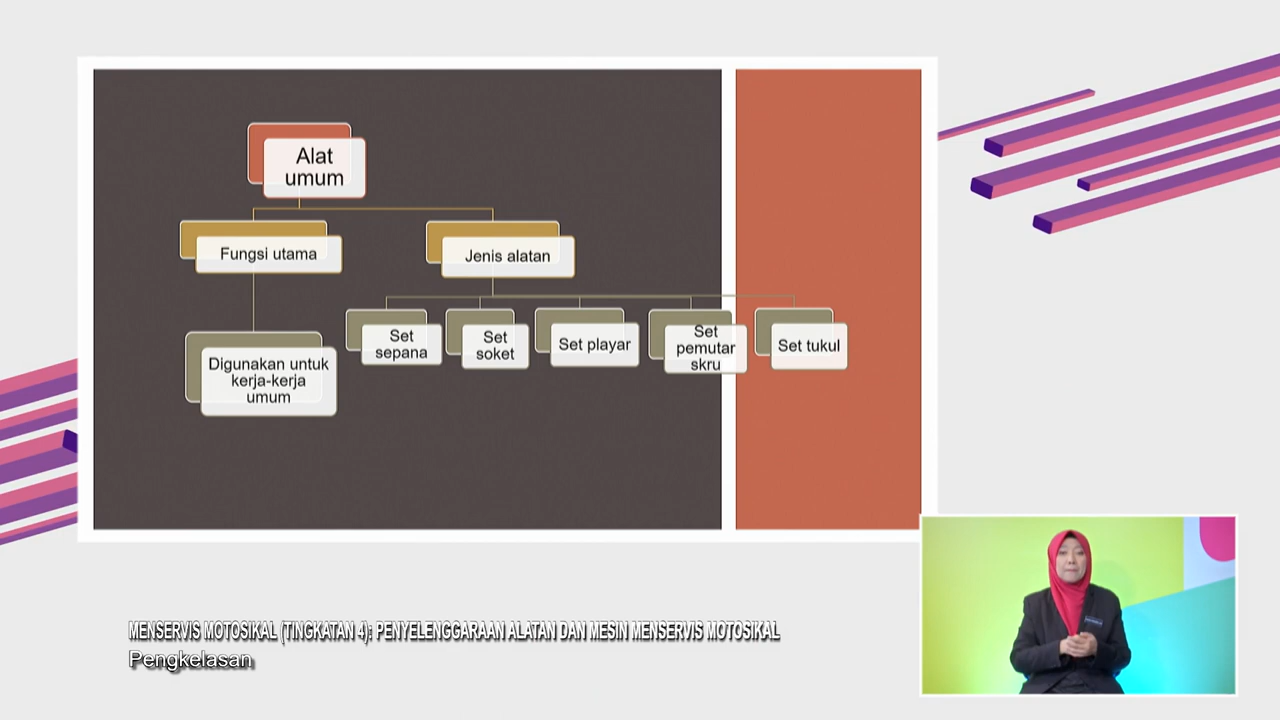 Alat
umum
Fungsi utama
Jenis alatan
Digunakan untuk
kerja-kerja
umum
Set
sepana
Set
soket
Set playar
Set
pemutar
skru
Set tukul
MENSERVIS MOTOSIKAL (TINGKATAN 4): PENYELENGGARAAN ALATAN DAN MESIN MENSERVIS MOTOSIKAL
Pengkelasan